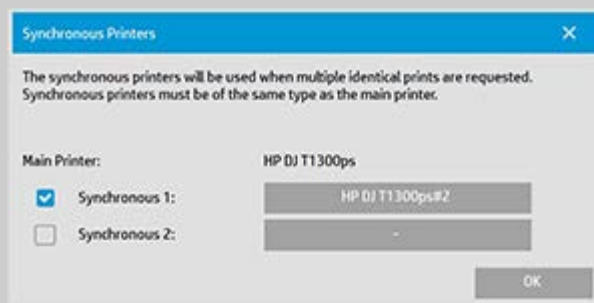 Synchronous Printers
The synchronous printers will be used when multiple identical prints are requested.
Synchronous printers must be of the same type as the main printer.
Main Printer: HP DJ T1300ps
Synchronous 1: HP DJ T1300ps#2
Synchronous 2: -
OK